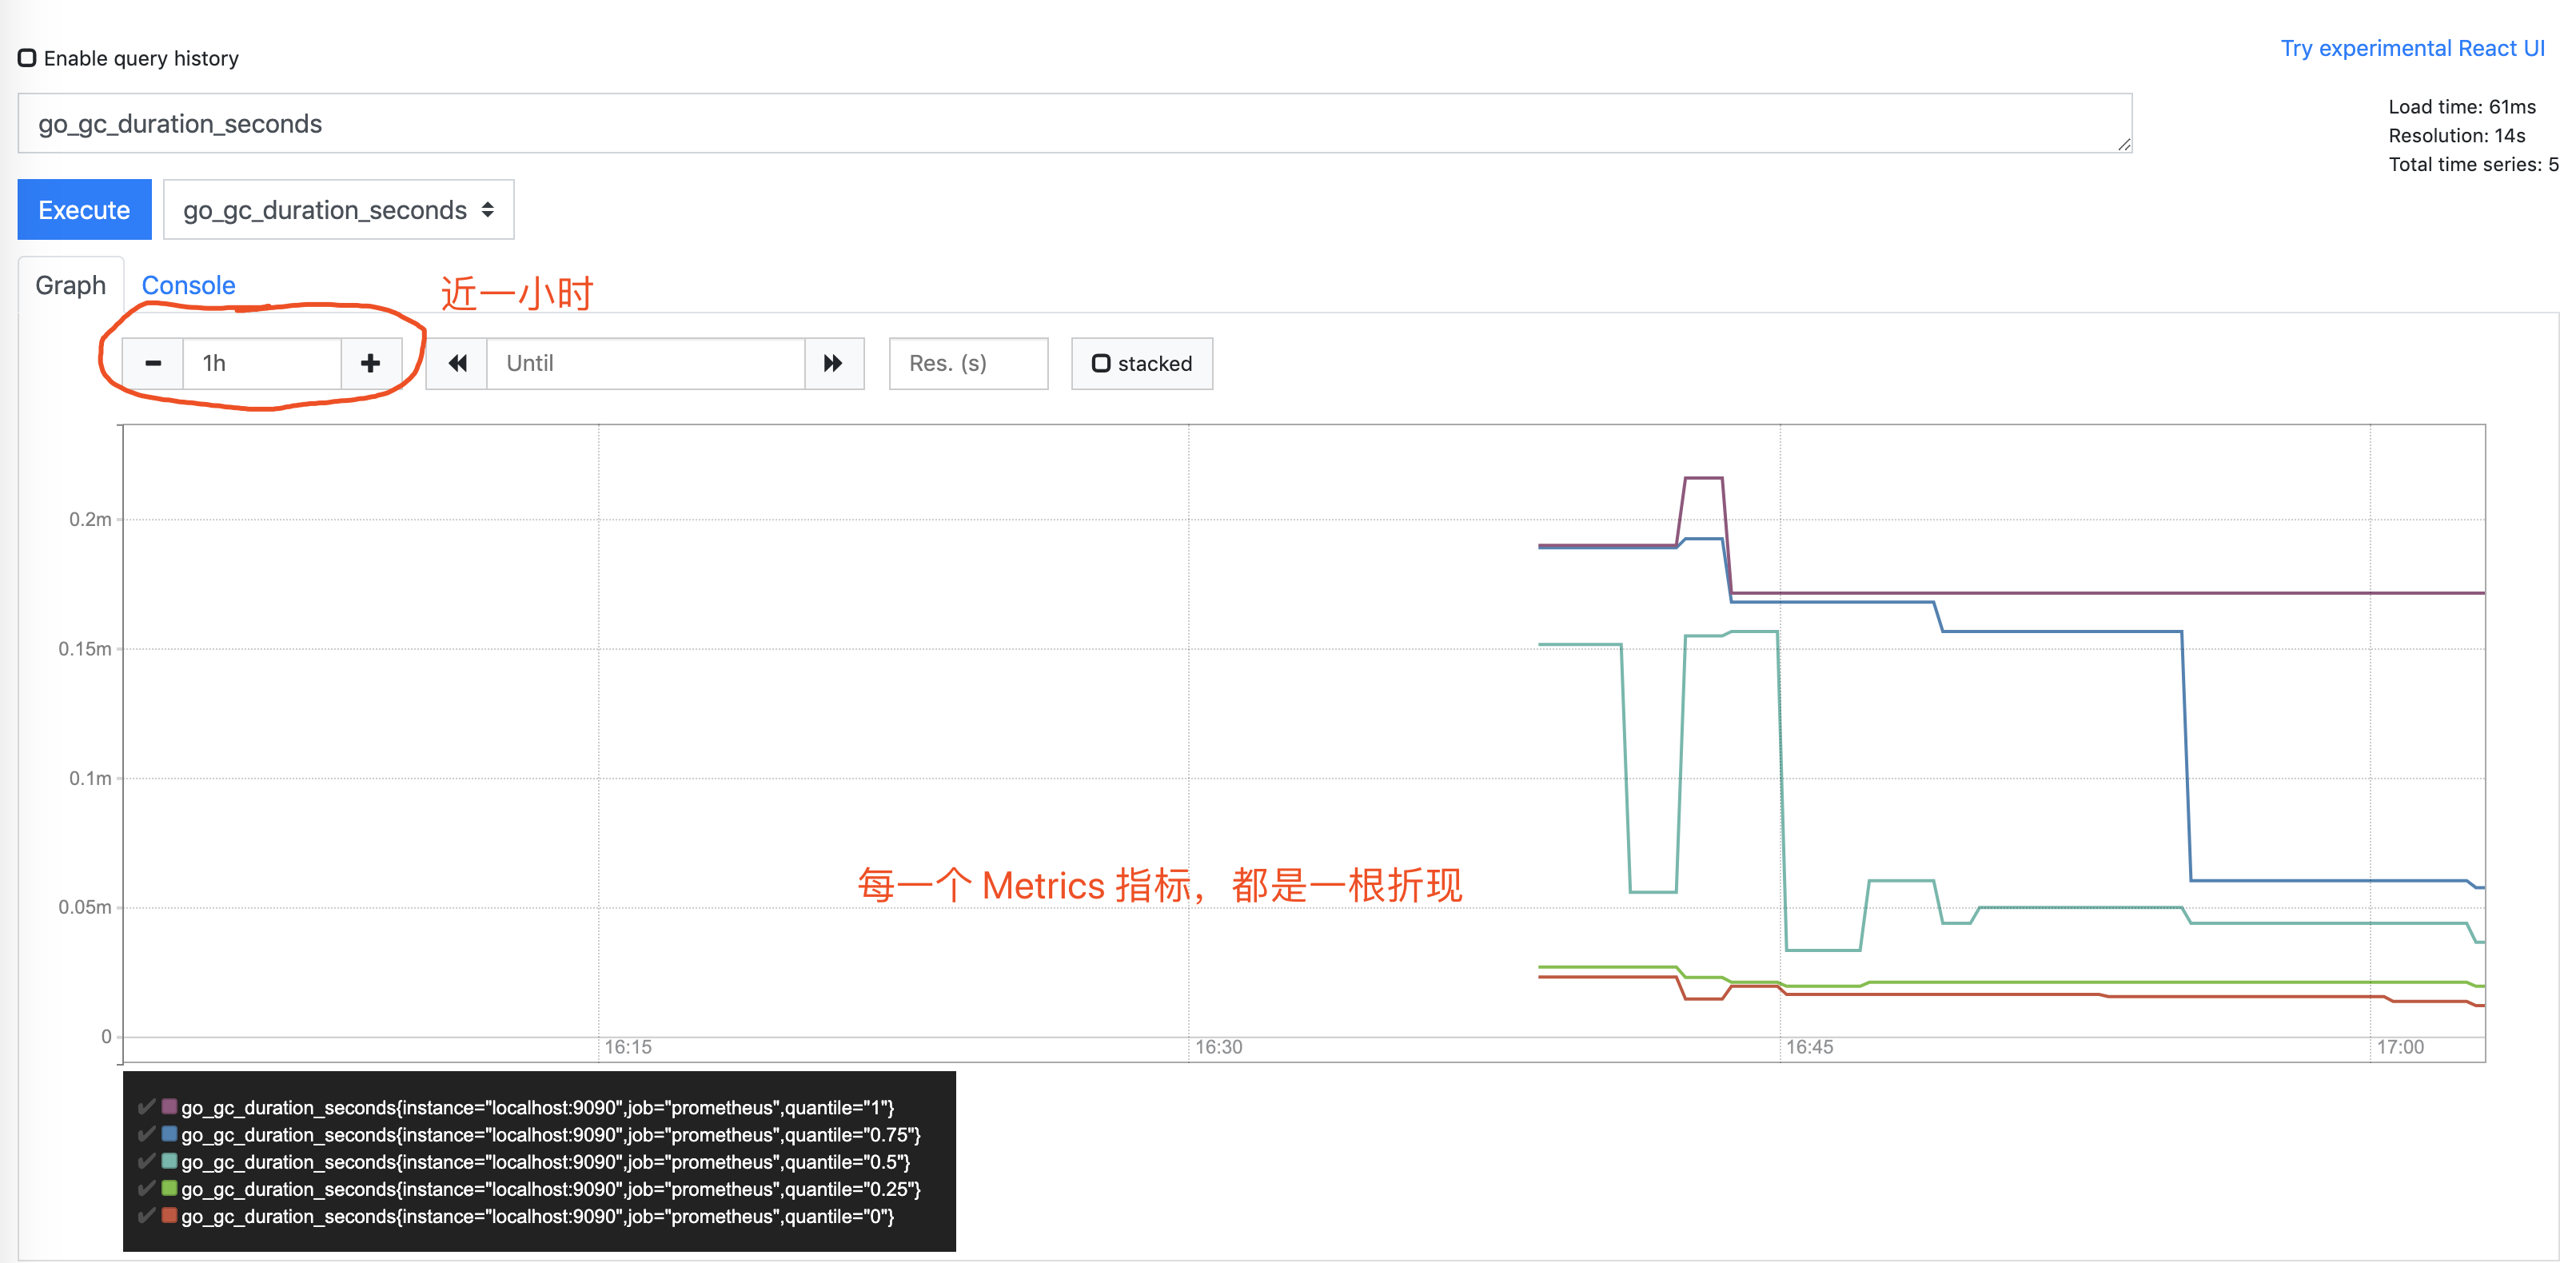 Enable query history
Try experimental React UI
go_gc_duration_seconds
Load time: 61ms
Resolution: 14s
Total time series: 5
Execute
go_gc_duration_seconds
Graph
Console
近一小时
1h
Until
Res. (s)
stacked
0.2m
0.15m
0.1m
每一个 Metrics 指标，都是一根折现
0.05m
0
16:15
16:30
16:45
17:00
go_gc_duration_seconds{instance="localhost:9090",job="prometheus",quantile="1"}
go_gc_duration_seconds{instance="localhost:9090",job="prometheus",quantile="0.75"}
go_gc_duration_seconds{instance="localhost:9090",job="prometheus",quantile="0.5"}
go_gc_duration_seconds{instance="localhost:9090",job="prometheus",quantile="0.25"}
go_gc_duration_seconds{instance="localhost:9090",job="prometheus",quantile="0"}